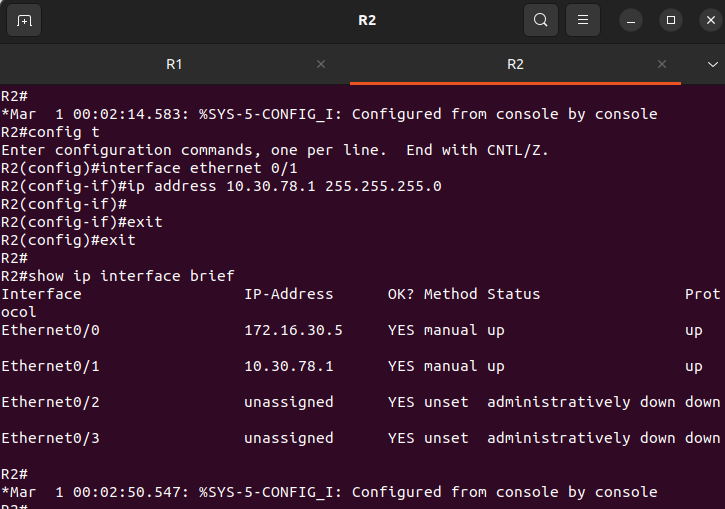 R2
R1
R2
R2#
*Mar  1 00:02:14.583: %SYS-5-CONFIG_I: Configured from console by console
R2#config t
Enter configuration commands, one per line.  End with CNTL/Z.
R2(config)#interface ethernet 0/1
R2(config-if)#ip address 10.30.78.1 255.255.255.0
R2(config-if)#
R2(config-if)#exit
R2(config)#exit
R2#
R2#show ip interface brief
Interface                  IP-Address      OK? Method Status                Prot
ocol
Ethernet0/0                172.16.30.5     YES manual up                    up
Ethernet0/1                10.30.78.1      YES manual up                    up
Ethernet0/2                unassigned      YES unset  administratively down down
Ethernet0/3                unassigned      YES unset  administratively down down
R2#
*Mar  1 00:02:50.547: %SYS-5-CONFIG_I: Configured from console by console
R2#